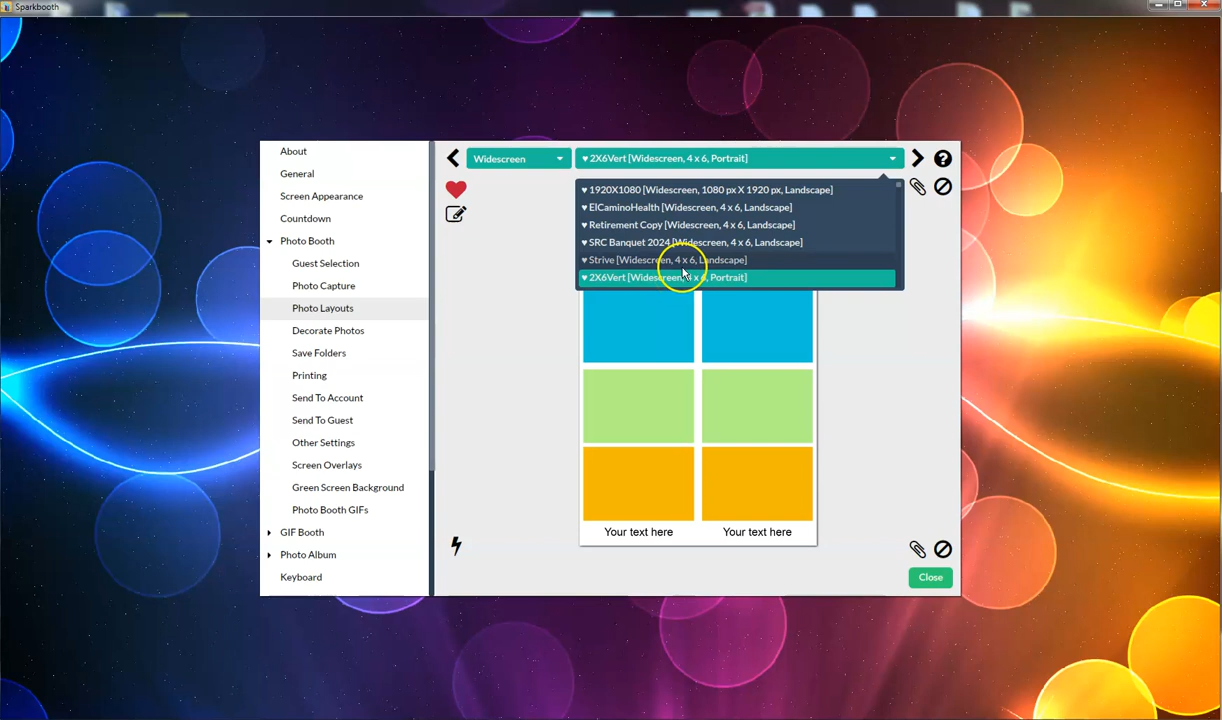 Sparkbooth
About
General
Screen Appearance
Countdown
Photo Booth
Guest Selection
Photo Capture
Photo Layouts
Decorate Photos
Save Folders
Printing
Send To Account
Send To Guest
Other Settings
Screen Overlays
Green Screen Background
Photo Booth GIFs
GIF Booth
Photo Album
Keyboard
Widescreen
♥ 2X6Vert [Widescreen, 4 x 6, Portrait]
♥ 1920X1080 [Widescreen, 1080 px X 1920 px, Landscape]
♥ ElCaminoHealth [Widescreen, 4 x 6, Landscape]
♥ Retirement Copy [Widescreen, 4 x 6, Landscape]
♥ SRC Banquet 2024 [Widescreen, 4 x 6, Landscape]
♥ Strive [Widescreen, 4 x 6, Landscape]
♥ 2X6Vert [Widescreen, 4 x 6, Portrait]
Your text here
Your text here
Close